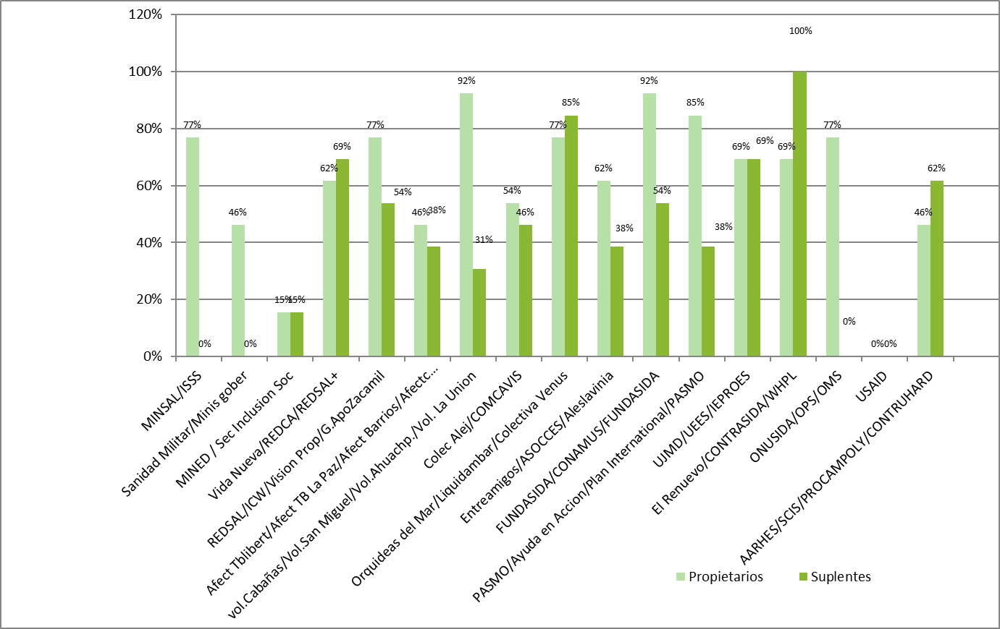 120%
100%
80%
60%
40%
20%
0%
77%
0%
46%
0%
15%
15%
62%
69%
77%
54%
46%
38%
92%
31%
54%
46%
77%
85%
62%
38%
92%
54%
85%
38%
69%
69%
69%
100%
77%
0%
0%
0%
46%
62%
MINSAL/ISSS
Sanidad Militar/Minis gober
MINED / Sec Inclusion Soc
Vida Nueva/REDCA/REDSAL+
REDSAL/ICW/Vision Prop/G.ApoZacamil
Afect Tblibert/Afect TB La Paz/Afect Barrios/Afectc...
vol.Cabañas/Vol.San Miguel/Vol.Ahuachp./Vol. La Union
Colec Alej/COMCAVIS
Orquideas del Mar/Liquidambar/Colectiva Venus
Entreamigos/ASOCCES/Aleslavinia
FUNDASIDA/CONAMUS/FUNDASIDA
PASMO/Ayuda en Accion/Plan International/PASMO
UJMD/UEES/IEPROES
El Renuevo/CONTRASIDA/WHPL
ONUSIDA/OPS/OMS
USAID
AARHES/SCIS/PROCAMPOLY/CONTRUHARD
Propietarios
Suplentes